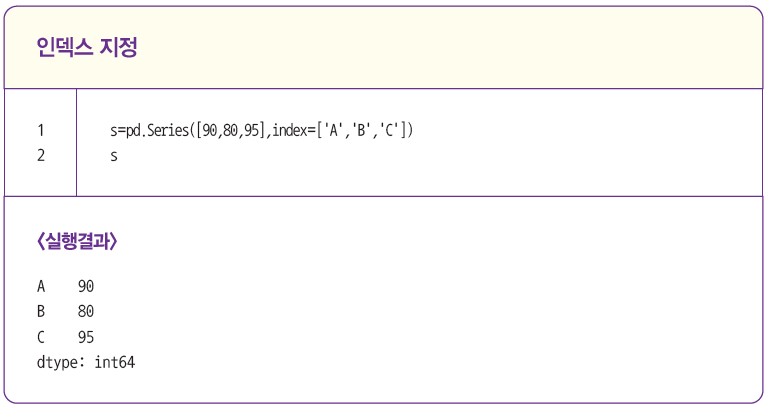 인덱스 지정
1 s=pd.Series([90,80,95],index=['A','B','C'])
2 s
<실행결과>
A 90
B 80
C 95
dtype: int64